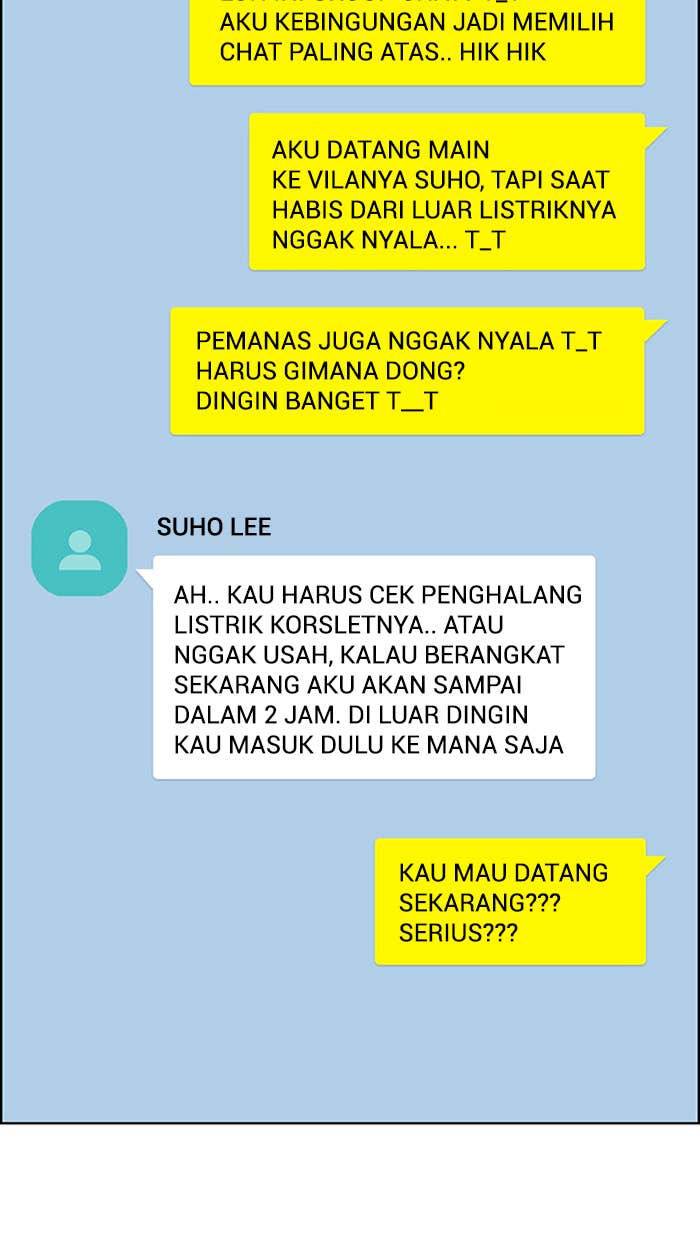 AKU KEBINGUNGAN JADI MEMILIH
CHAT PALING ATAS.. HIK HIK
AKU DATANG MAIN
KE VILANYA SUHO, TAPI SAAT
HABIS DARI LUAR LISTRIKNYA
NGGAK NYALA... T_T
PEMANAS JUGA NGGAK NYALA T_T
HARUS GIMANA DONG?
DINGIN BANGET T__T
SUHO LEE
AH.. KAU HARUS CEK PENGHALANG
LISTRIK KORSLETNYA.. ATAU
NGGAK USAH, KALAU BERANGKAT
SEKARANG AKU AKAN SAMPAI
DALAM 2 JAM. DI LUAR DINGIN
KAU MASUK DULU KE MANA SAJA
KAU MAU DATANG
SEKARANG???
SERIUS???